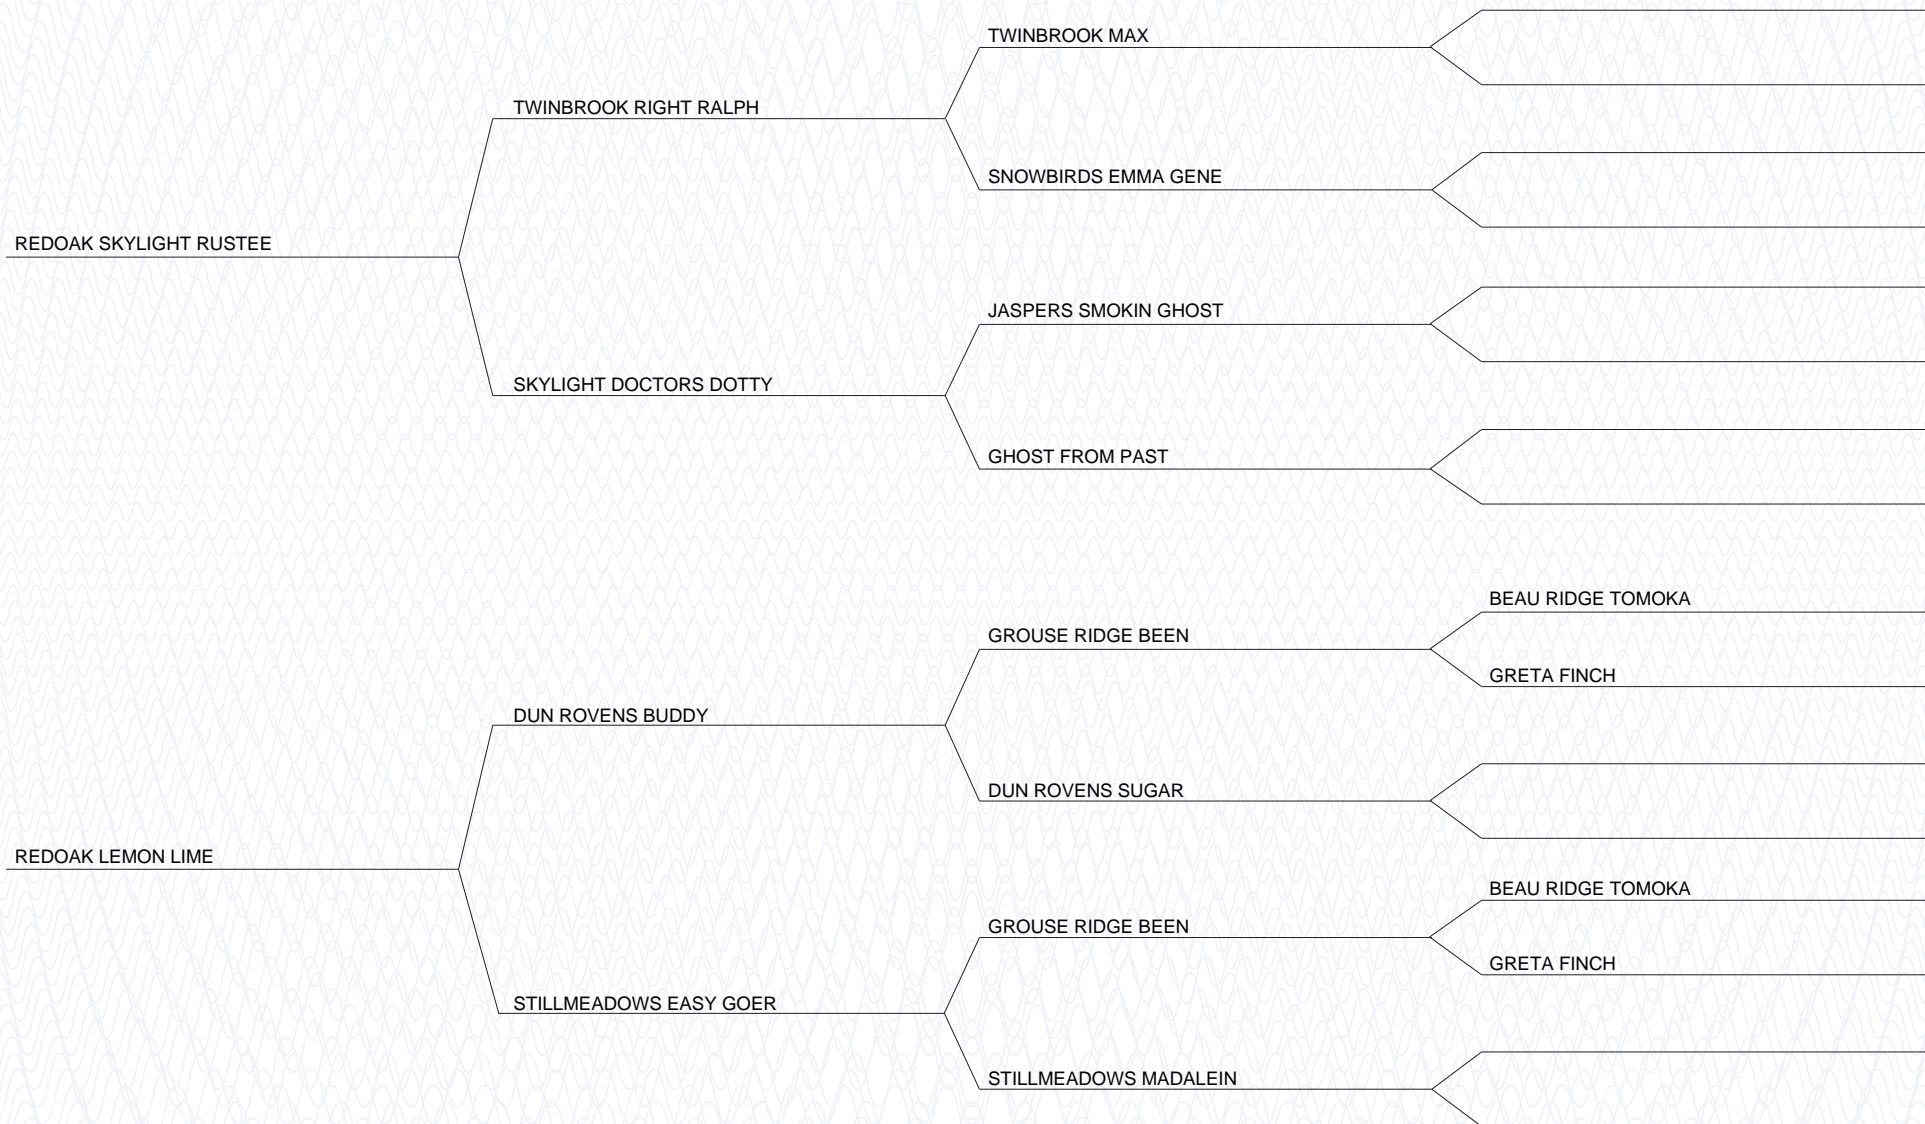 TWINBROOK MAX
TWINBROOK RIGHT RALPH
SNOWBIRDS EMMA GENE
REDOAK SKYLIGHT RUSTEE
JASPERS SMOKIN GHOST
SKYLIGHT DOCTORS DOTTY
GHOST FROM PAST
BEAU RIDGE TOMOKA
GROUSE RIDGE BEEN
GRETA FINCH
DUN ROVENS BUDDY
DUN ROVENS SUGAR
REDOAK LEMON LIME
BEAU RIDGE TOMOKA
GROUSE RIDGE BEEN
GRETA FINCH
STILLMEADOWS EASY GOER
STILLMEADOWS MADALEIN